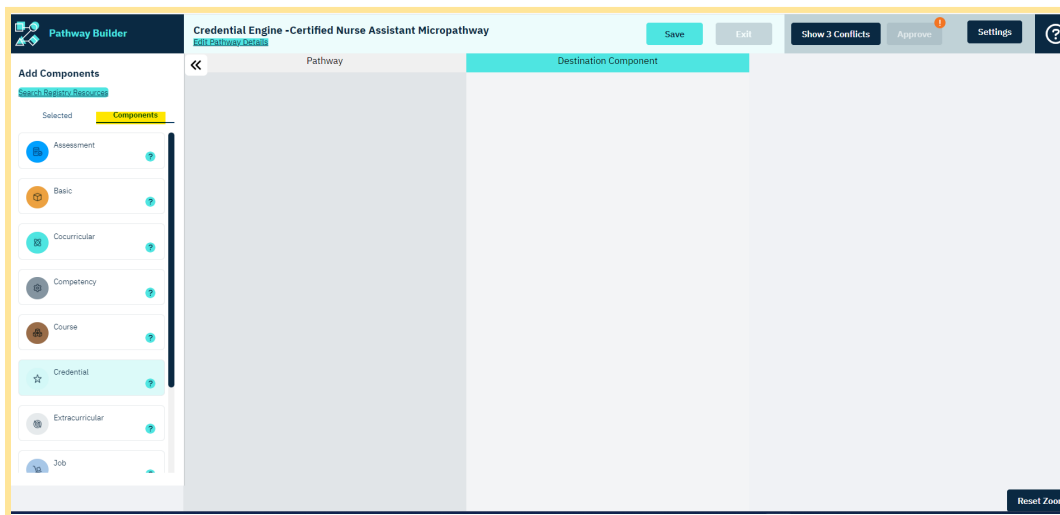 Pathway Builder
Credential Engine -Certified Nurse Assistant Micropathway
Edit Pathway Details
Save
Exit
Show 3 Conflicts
Approve
!
Settings
?
Add Components
Search Registry Resources
Selected
Components
Pathway
Destination Component
Assessment
?
Basic
?
Cocurricular
?
Competency
?
Course
?
Credential
?
Extracurricular
?
Job
Reset Zoo